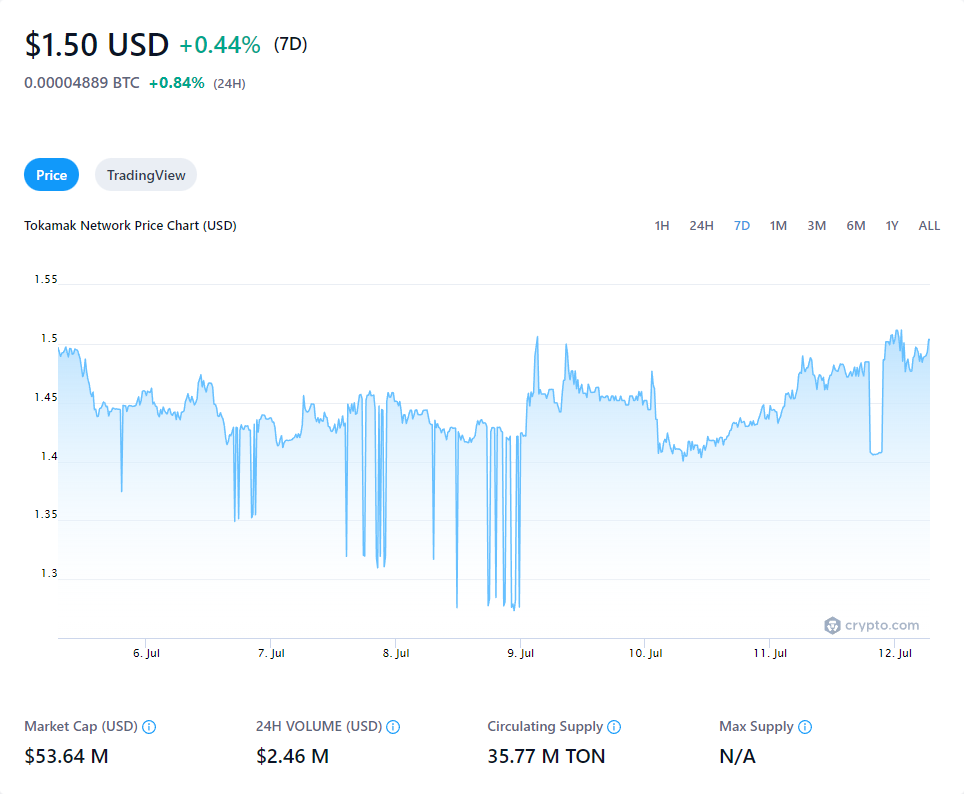 $1.50 USD +0.44% (7D)
0.00004889 BTC +0.84% (24H)
Price TradingView
Tokamak Network Price Chart (USD) 1H 24H 7D 1M 3M 6M 1Y ALL
1.55
1.5
1.45
1.4
1.35
1.3
crypto.com
6. Jul 7. Jul 8. Jul 9. Jul 10. Jul 11. Jul 12. Jul
Market Cap (USD) 24H VOLUME (USD) Circulating Supply Max Supply
$53.64 M $2.46 M 35.77 M TON N/A